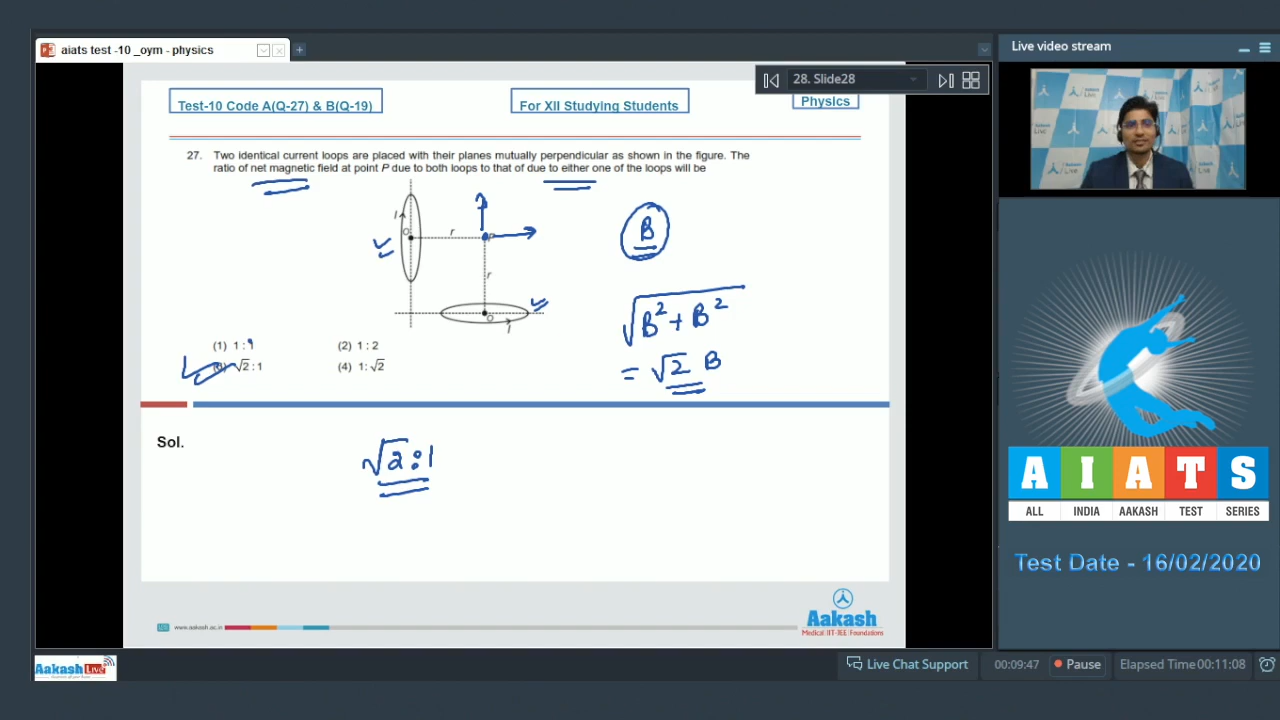 aiats test -10 _oym - physics
Live video stream
28. Slide28
Test-10 Code A(Q-27) & B(Q-19)
For XII Studying Students
Physics
27. Two identical current loops are placed with their planes mutually perpendicular as shown in the figure. The
ratio of net magnetic field at point P due to both loops to that of due to either one of the loops will be
I
O
r
P
B
r
O
I
√B² + B²
= √2 B
(1) 1 : 1
(2) 1 : 2
(3) √2 : 1
(4) 1: √2
Sol.
√2 : 1
A I A T S
ALL INDIA AAKASH TEST SERIES
Test Date - 16/02/2020
www.aakash.ac.in
Aakash
Medical|IIT-JEE|Foundations
Aakash Live
Live Chat Support
00:09:47
Pause
Elapsed Time 00:11:08